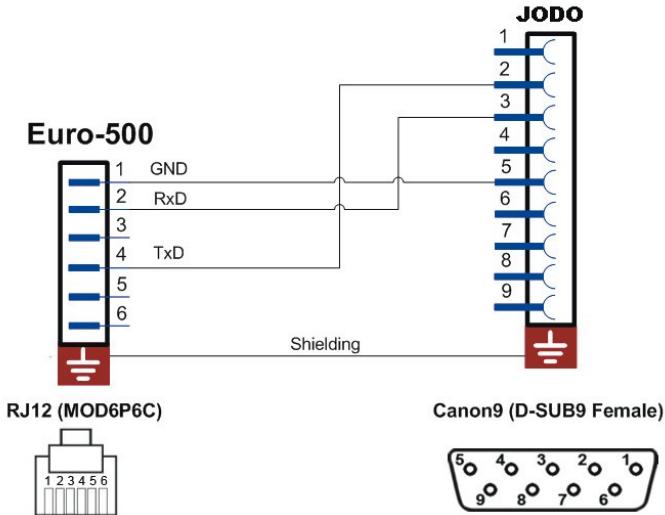 JODO
1
2
3
4
5
6
7
8
9
Euro-500
1 GND
2 RxD
3
4 TxD
5
6
Shielding
RJ12 (MOD6P6C)
1 2 3 4 5 6
Canon9 (D-SUB9 Female)
5 4 3 2 1
9 8 7 6